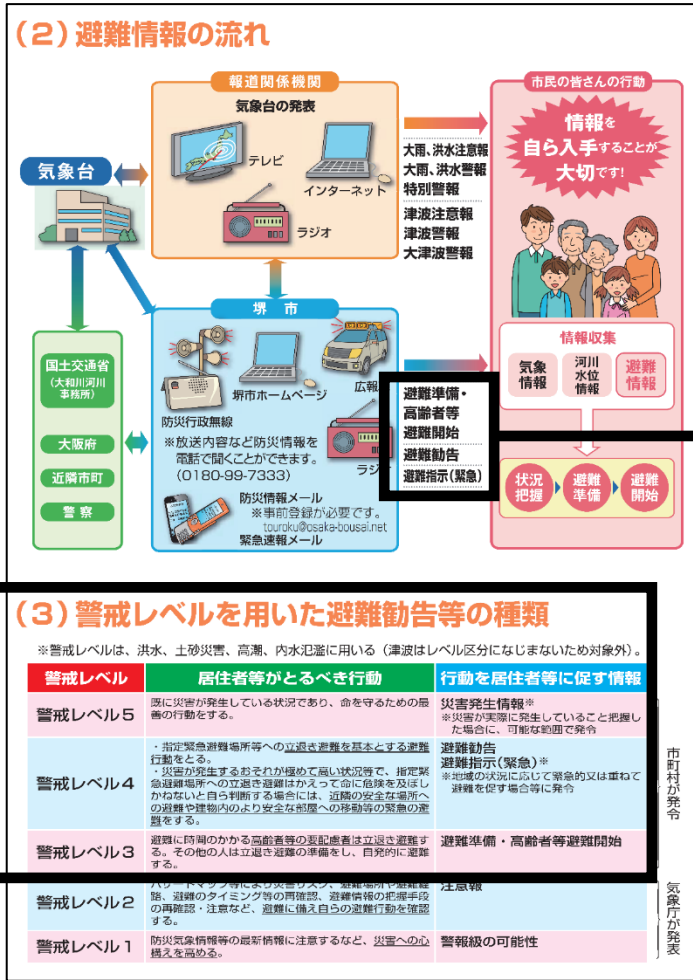 （2）避難情報の流れ
報道関係機関
気象台の発表
テレビ
インターネット
ラジオ
気象台
大雨、洪水注意報
大雨、洪水警報
特別警報
津波注意報
津波警報
大津波警報
市民の皆さんの行動
情報を
自ら入手することが
大切です!
情報収集
気象
情報
河川
水位
情報
避難
情報
状況
把握
避難
準備
避難
開始
国土交通省
（大和川河川
事務所）
大阪府
近隣市町
警察
堺 市
堺市ホームページ
広報
防災行政無線
※放送内容など防災情報を
電話で聞くことができます。
（0180-99-7333）
ラジ
防災情報メール
※事前登録が必要です。
touroku@osaka-bousai.net
緊急速報メール
避難準備・
高齢者等
避難開始
避難勧告
避難指示（緊急）
（3）警戒レベルを用いた避難勧告等の種類
※警戒レベルは、洪水、土砂災害、高潮、内水氾濫に用いる（津波はレベル区分になじまないため対象外）。
警戒レベル
居住者等がとるべき行動
行動を居住者等に促す情報
警戒レベル5
既に災害が発生している状況であり、命を守るための最
善の行動をする。
災害発生情報※
※災害が実際に発生していること把握し
た場合に、可能な範囲で発令
警戒レベル4
・指定緊急避難場所等への立退き避難を基本とする避難
行動をとる。
・災害が発生するおそれが極めて高い状況等で、指定緊
急避難場所への立退き避難はかえって命に危険を及ぼし
かねないと自ら判断する場合には、近隣の安全な場所へ
の避難や建物内のより安全な部屋への移動等の緊急の避
難をする。
避難勧告
避難指示（緊急）※
※地域の状況に応じて緊急的又は重ねて
避難を促す場合等に発令
警戒レベル3
避難に時間のかかる高齢者等の要配慮者は立退き避難す
る。その他の人は立退き避難の準備をし、自発的に避難
する。
避難準備・高齢者等避難開始
市町村が発令
警戒レベル2
ハザードマップ等により災害リスク、避難場所や避難経
路、避難のタイミング等の再確認、避難情報の把握手段
の再確認・注意など、避難に備え自らの避難行動を確認
する。
注意報
警戒レベル1
防災気象情報等の最新情報に注意するなど、災害への心
構えを高める。
警報級の可能性
気象庁が発表